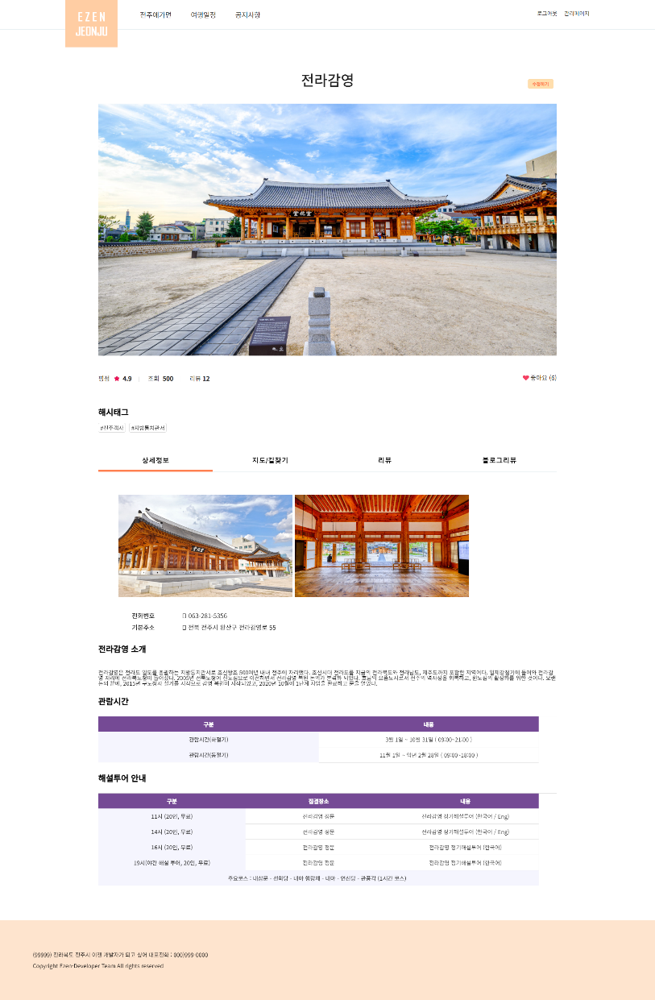 EZEN
JEONJU
전주에가면 여행일정 공지사항
로그아웃 관리페이지
전라감영
수정하기
평점 4.9 | 조회 500 리뷰 12
좋아요 (6)
해시태그
#전주객사 #지방통치관서
상세정보 지도/길찾기 리뷰 블로그리뷰
전화번호 063-281-5356
기본주소 전북 전주시 완산구 전라감영로 55
전라감영 소개
전라감영은 전라도 일도를 총괄하는 지방통치관서로 조선왕조 500여년 내내 전주에 자리했다. 조선시대 전라도를 지금의 전라북도와 전라남도, 제주도까지 포함한 지역이다. 일제강점기에 들어와 전라감
영 자리에 전라북도청이 들어섰다. 2005년 전북도청이 신도심으로 이전하면서 전라감영 복원 논의가 본격화 되었다. 호남의 으뜸도시로서 전주의 역사성을 회복하고, 원도심의 활성화를 위한 것이다. 오랜
논의 끝에, 2015년 구도청사 철거를 시작으로 감영 복원이 시작되었고, 2020년 10월에 1단계 사업을 완료하고 문을 열었다.
관람시간
구분 내용
관람시간(하절기) 3월 1일 ~ 10월 31일 ( 09:00~21:00 )
관람시간(동절기) 11월 1일 ~ 익년 2월 28일 ( 09:00~18:00 )
해설투어 안내
구분 집결장소 내용
11시 (20인, 무료) 전라감영 정문 전라감영 정기해설투어 (한국어 / Eng)
14시 (20인, 무료) 전라감영 정문 전라감영 정기해설투어 (한국어 / Eng)
16시 (20인, 무료) 전라감영 정문 전라감영 정기해설투어 (한국어)
19시(야간 해설 투어, 20인, 무료) 전라감영 정문 전라감영 정기해설투어 (한국어)
주요코스 : 내삼문 - 선화당 - 내아 행랑채 - 내아 - 연신당 - 관풍각 (1시간 코스)
(99999) 전라북도 전주시 이젠 개발자가 되고 싶어 대표전화 : 000)999-0000
Copyright Ezen-Developer Team All rights reserved